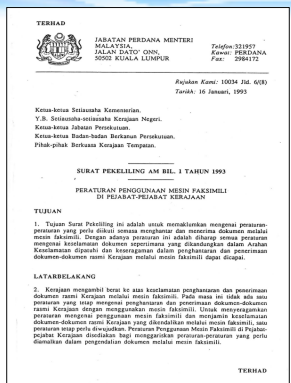 TERHAD
JABATAN PERDANA MENTERI
MALAYSIA,
JALAN DATO' ONN,
50502 KUALA LUMPUR
Telefon:321957
Kawat: PERDANA
Fax: 2984172
Rujukan Kami: 10034 Jld. 6/(8)
Tarikh: 16 Januari, 1993
Ketua-ketua Setiausaha Kementerian.
Y.B. Setiausaha-setiausaha Kerajaan Negeri.
Ketua-ketua Jabatan Persekutuan.
Ketua-ketua Badan-badan Berkanun Persekutuan.
Pihak-pihak Berkuasa Kerajaan Tempatan.
SURAT PEKELILING AM BIL. 1 TAHUN 1993
PERATURAN PENGGUNAAN MESIN FAKSIMILI
DI PEJABAT-PEJABAT KERAJAAN
TUJUAN
1. Tujuan Surat Pekeliling ini adalah untuk memaklumkan mengenai peraturan-
peraturan yang perlu diikuti semasa menghantar dan menerima dokumen melalui
mesin faksimili. Dengan adanya peraturan ini adalah diharap semua peraturan
mengenai keselamatan dokumen sepertimana yang dikandungkan dalam Arahan
Keselamatan dipatuhi dan keseragaman dalam penghantaran dan penerimaan
dokumen-dokumen rasmi Kerajaan melalui mesin faksimili dapat dicapai.
LATARBELAKANG
2. Kerajaan mengambil berat ke atas keselamatan penghantaran dan penerimaan
dokumen-dokumen rasmi Kerajaan melalui mesin faksimili. Pada masa ini tidak ada satu
peraturan yang tetap mengenai penghantaran dan penerimaan dokumen-dokumen rasmi
Kerajaan dengan menggunakan mesin faksimili. Untuk menyeragamkan
peraturan mengenai penggunaan mesin faksimili dan menjamin keselamatan
dokumen-dokumen rasmi Kerajaan yang dikendalikan melalui mesin faksimili, satu
peraturan tetap perlu diwujudkan. Peraturan Penggunaan Mesin Faksimili di Pejabat-
pejabat Kerajaan disediakan bagi menggariskan peraturan-peraturan yang perlu
diamalkan dalam pengendalian dokumen melalui mesin faksimili.
TERHAD